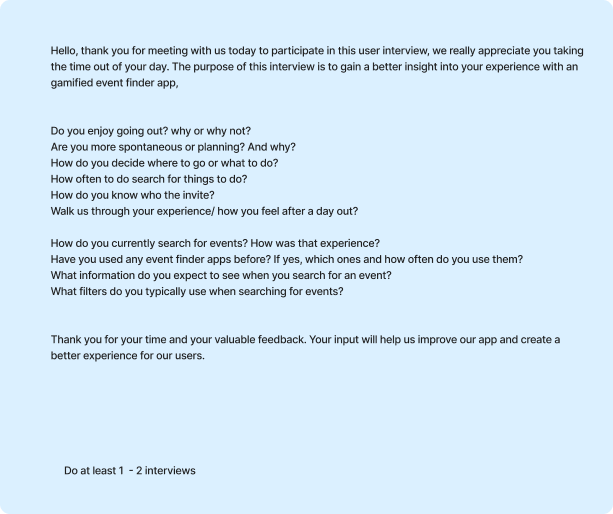 Hello, thank you for meeting with us today to participate in this user interview, we really appreciate you taking
the time out of your day. The purpose of this interview is to gain a better insight into your experience with an
gamified event finder app,
Do you enjoy going out? why or why not?
Are you more spontaneous or planning? And why?
How do you decide where to go or what to do?
How often to do search for things to do?
How do you know who the invite?
Walk us through your experience/ how you feel after a day out?
How do you currently search for events? How was that experience?
Have you used any event finder apps before? If yes, which ones and how often do you use them?
What information do you expect to see when you search for an event?
What filters do you typically use when searching for events?
Thank you for your time and your valuable feedback. Your input will help us improve our app and create a
better experience for our users.
Do at least 1  - 2 interviews